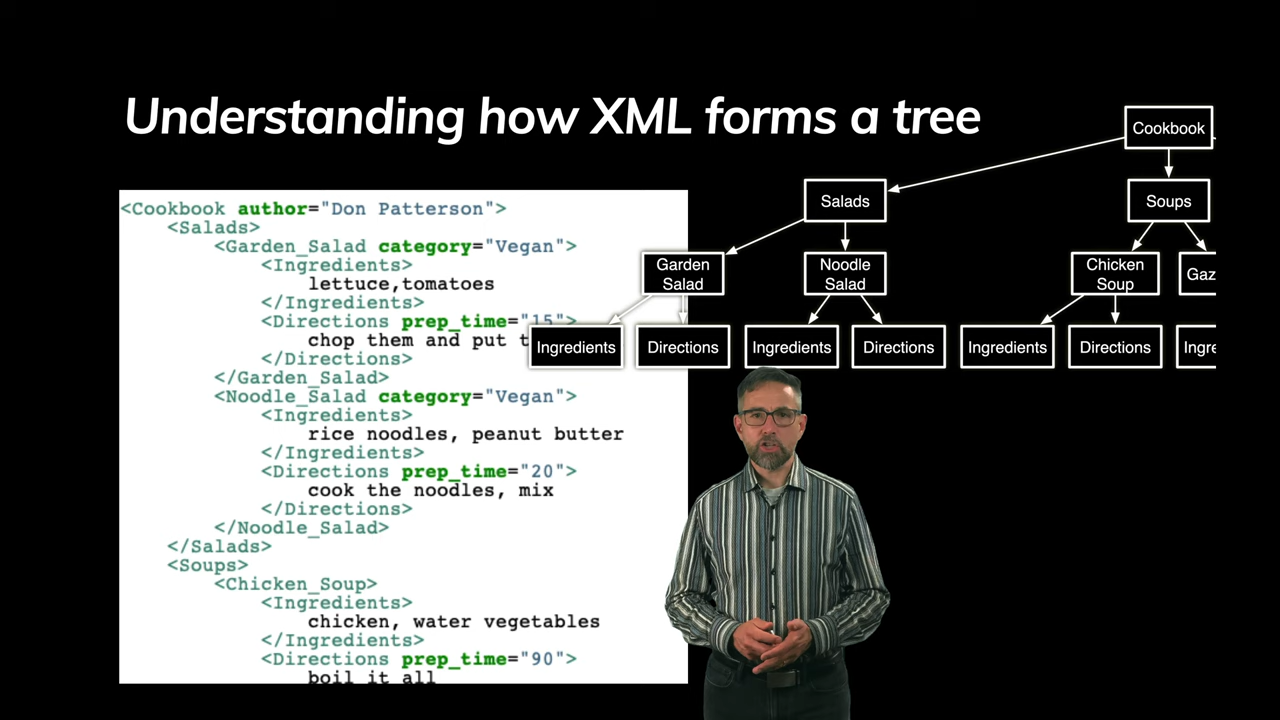 Understanding how XML forms a tree
<Cookbook author="Don Patterson">
<Salads>
<Garden_Salad category="Vegan">
<Ingredients>
lettuce,tomatoes
</Ingredients>
<Directions prep_time="15">
chop them and put
</Directions>
</Garden_Salad>
<Noodle_Salad category="Vegan">
<Ingredients>
rice noodles, peanut butter
</Ingredients>
<Directions prep_time="20">
cook the noodles, mix
</Directions>
</Noodle_Salad>
</Salads>
<Soups>
<Chicken_Soup>
<Ingredients>
chicken, water vegetables
</Ingredients>
<Directions prep_time="90">
boil it all
Cookbook
Salads
Soups
Garden
Salad
Noodle
Salad
Chicken
Soup
Gaz
Ingredients
Directions
Ingredients
Directions
Ingredients
Directions
Ingre